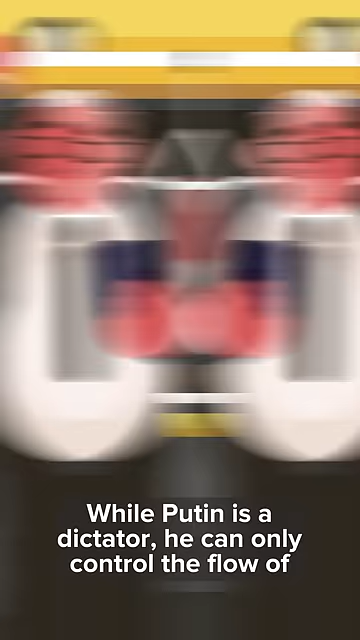 While Putin is a
dictator, he can only
control the flow of